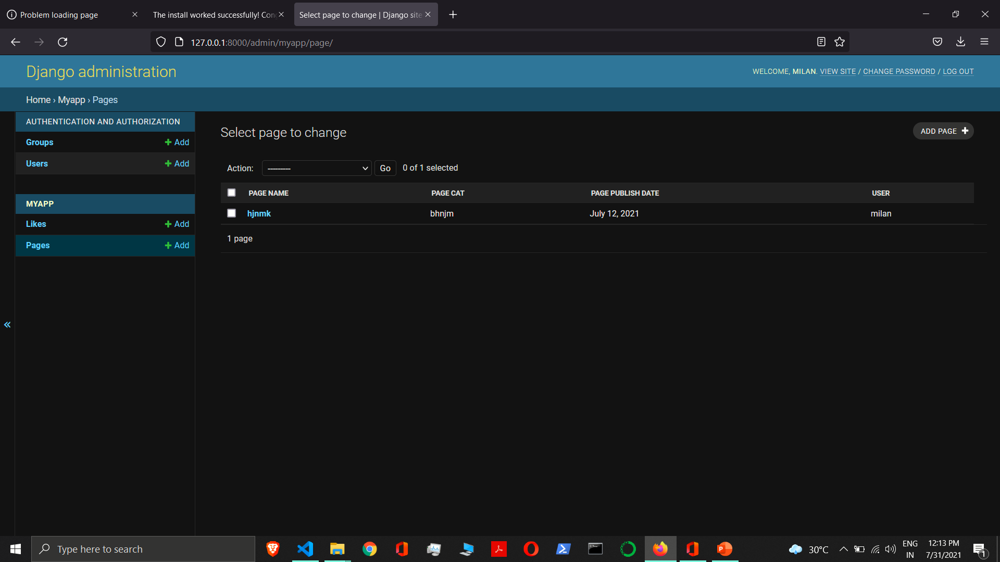 Problem loading page
The install worked successfully! Con
Select page to change | Django site
127.0.0.1:8000/admin/myapp/page/
Django administration
WELCOME, MILAN. VIEW SITE / CHANGE PASSWORD / LOG OUT
Home › Myapp › Pages
AUTHENTICATION AND AUTHORIZATION
Groups + Add
Users + Add
MYAPP
Likes + Add
Pages + Add
«
Select page to change
ADD PAGE +
Action: --------- Go 0 of 1 selected
PAGE NAME PAGE CAT PAGE PUBLISH DATE USER
hjnmk bhnjm July 12, 2021 milan
1 page
Type here to search
P
30°C
ENG
IN
12:13 PM
7/31/2021
1